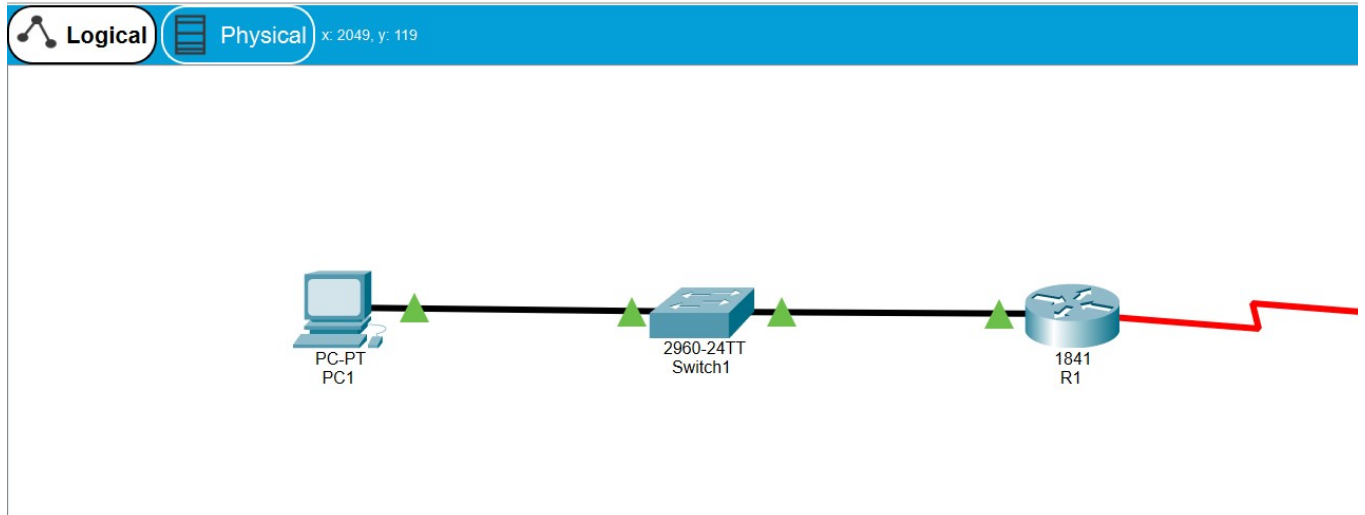 Logical
Physical
x: 2049, y: 119
PC-PT
PC1
2960-24TT
Switch1
1841
R1